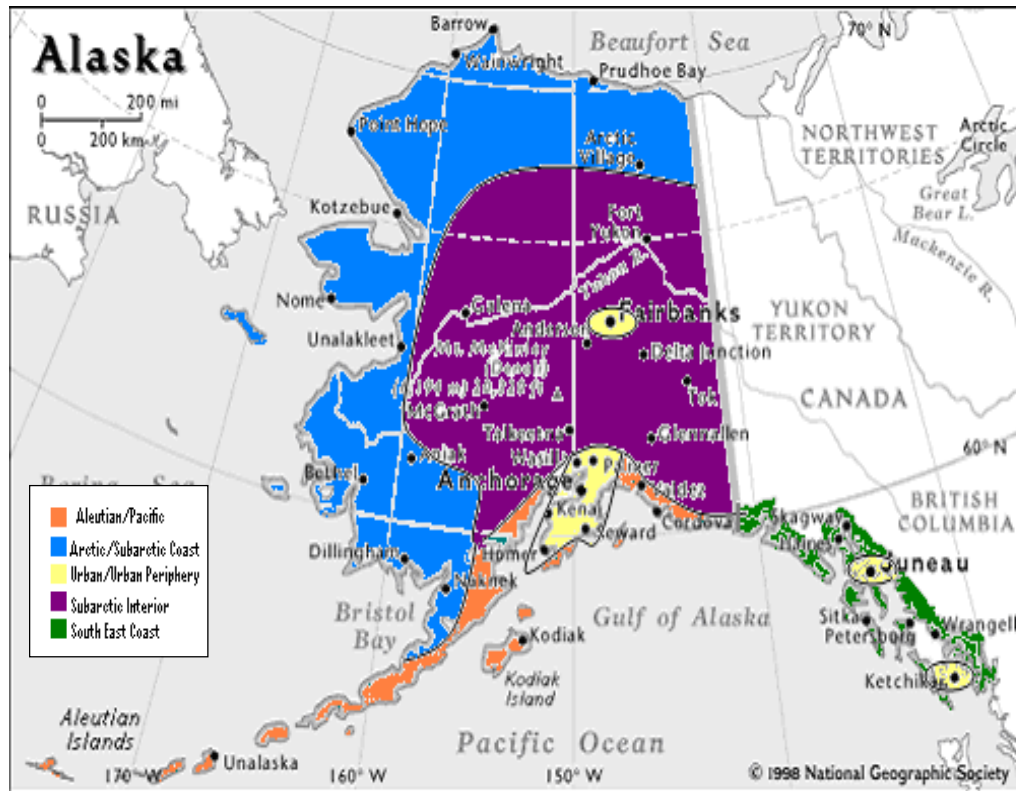 Barrow
Beaufort Sea
70° N
Alaska
Wainwright
Prudhoe Bay
0 200 mi
0 200 km
Point Hope
Arctic
Village
NORTHWEST
TERRITORIES
Arctic
Circle
RUSSIA
Kotzebue
Fort
Yukon
Great
Bear L.
Mackenzie R.
Yukon R.
Nome
Galena
Fairbanks
YUKON
TERRITORY
Unalakleet
Anderson
Mt. McKinley
(Denali)
Delta Junction
McGrath
Tok
CANADA
Talkeetna
Glennallen
60° N
Aniak
Wasilla
Palmer
Bethel
Anchorage
Valdez
Bering Sea
BRITISH
COLUMBIA
Aleutian/Pacific
Arctic/Subarctic Coast
Urban/Urban Periphery
Subarctic Interior
South East Coast
Kenai
Cordova
Skagway
Haines
Seward
Dillingham
Homer
Juneau
Naknek
Bristol
Bay
Kodiak
Gulf of Alaska
Sitka
Petersburg
Wrangell
Kodiak
Island
Ketchikan
Aleutian
Islands
Pacific Ocean
Unalaska
170° W
160° W
150° W
© 1998 National Geographic Society